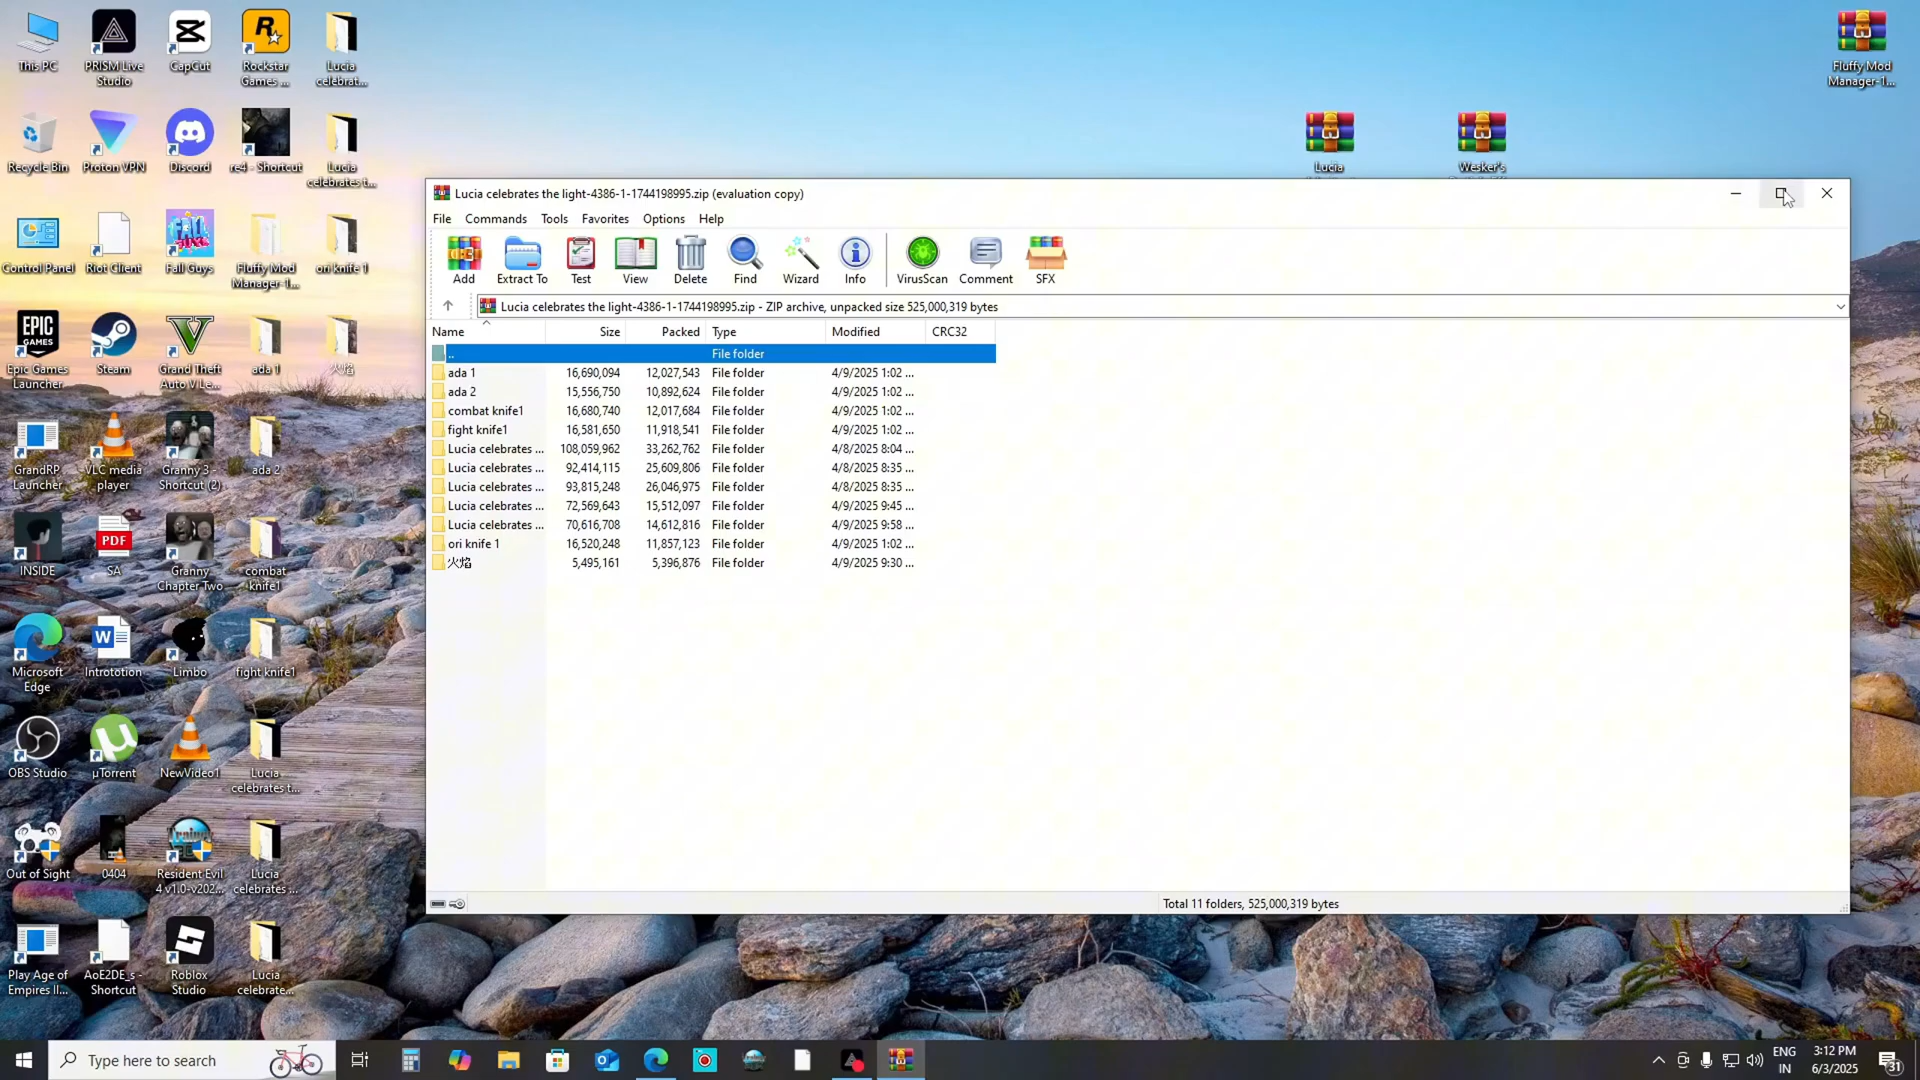 This PC
PRISM Live
Studio
CapCut
Rockstar
Games ...
Lucia
celebrat...
Fluffy Mod
Manager-1...
Recycle Bin
Proton VPN
Discord
re4 - Shortcut
Lucia
celebrates t...
Lucia
Wesker's
Control Panel
Riot Client
Fall Guys
Fluffy Mod
Manager-1...
ori knife 1
Epic Games
Launcher
Steam
Grand Theft
Auto V Le...
ada 1
火焰
GrandRP
Launcher
VLC media
player
Granny 3 -
Shortcut (2)
ada 2
INSIDE
PDF
SA
Granny
Chapter Two
combat
knife1
Microsoft
Edge
Intrototion
Limbo
fight knife1
OBS Studio
µTorrent
NewVideo1
Lucia
celebrates t...
Out of Sight
0404
Resident Evil
4 v1.0-v202...
Lucia
celebrates ...
Play Age of
Empires II...
AoE2DE_s -
Shortcut
Roblox
Studio
Lucia
celebrate...
Lucia celebrates the light-4386-1-1744198995.zip (evaluation copy)
File Commands Tools Favorites Options Help
Add Extract To Test View Delete Find Wizard Info VirusScan Comment SFX
Lucia celebrates the light-4386-1-1744198995.zip - ZIP archive, unpacked size 525,000,319 bytes
Name Size Packed Type Modified CRC32
.. File folder
ada 1 16,690,094 12,027,543 File folder 4/9/2025 1:02 ...
ada 2 15,556,750 10,892,624 File folder 4/9/2025 1:02 ...
combat knife1 16,680,740 12,017,684 File folder 4/9/2025 1:02 ...
fight knife1 16,581,650 11,918,541 File folder 4/9/2025 1:02 ...
Lucia celebrates ... 108,059,962 33,262,762 File folder 4/8/2025 8:04 ...
Lucia celebrates ... 92,414,115 25,609,806 File folder 4/8/2025 8:35 ...
Lucia celebrates ... 93,815,248 26,046,975 File folder 4/8/2025 8:35 ...
Lucia celebrates ... 72,569,643 15,512,097 File folder 4/9/2025 9:45 ...
Lucia celebrates ... 70,616,708 14,612,816 File folder 4/9/2025 9:58 ...
ori knife 1 16,520,248 11,857,123 File folder 4/9/2025 1:02 ...
火焰 5,495,161 5,396,876 File folder 4/9/2025 9:30 ...
Total 11 folders, 525,000,319 bytes
Type here to search
ENG
IN
3:12 PM
6/3/2025
31